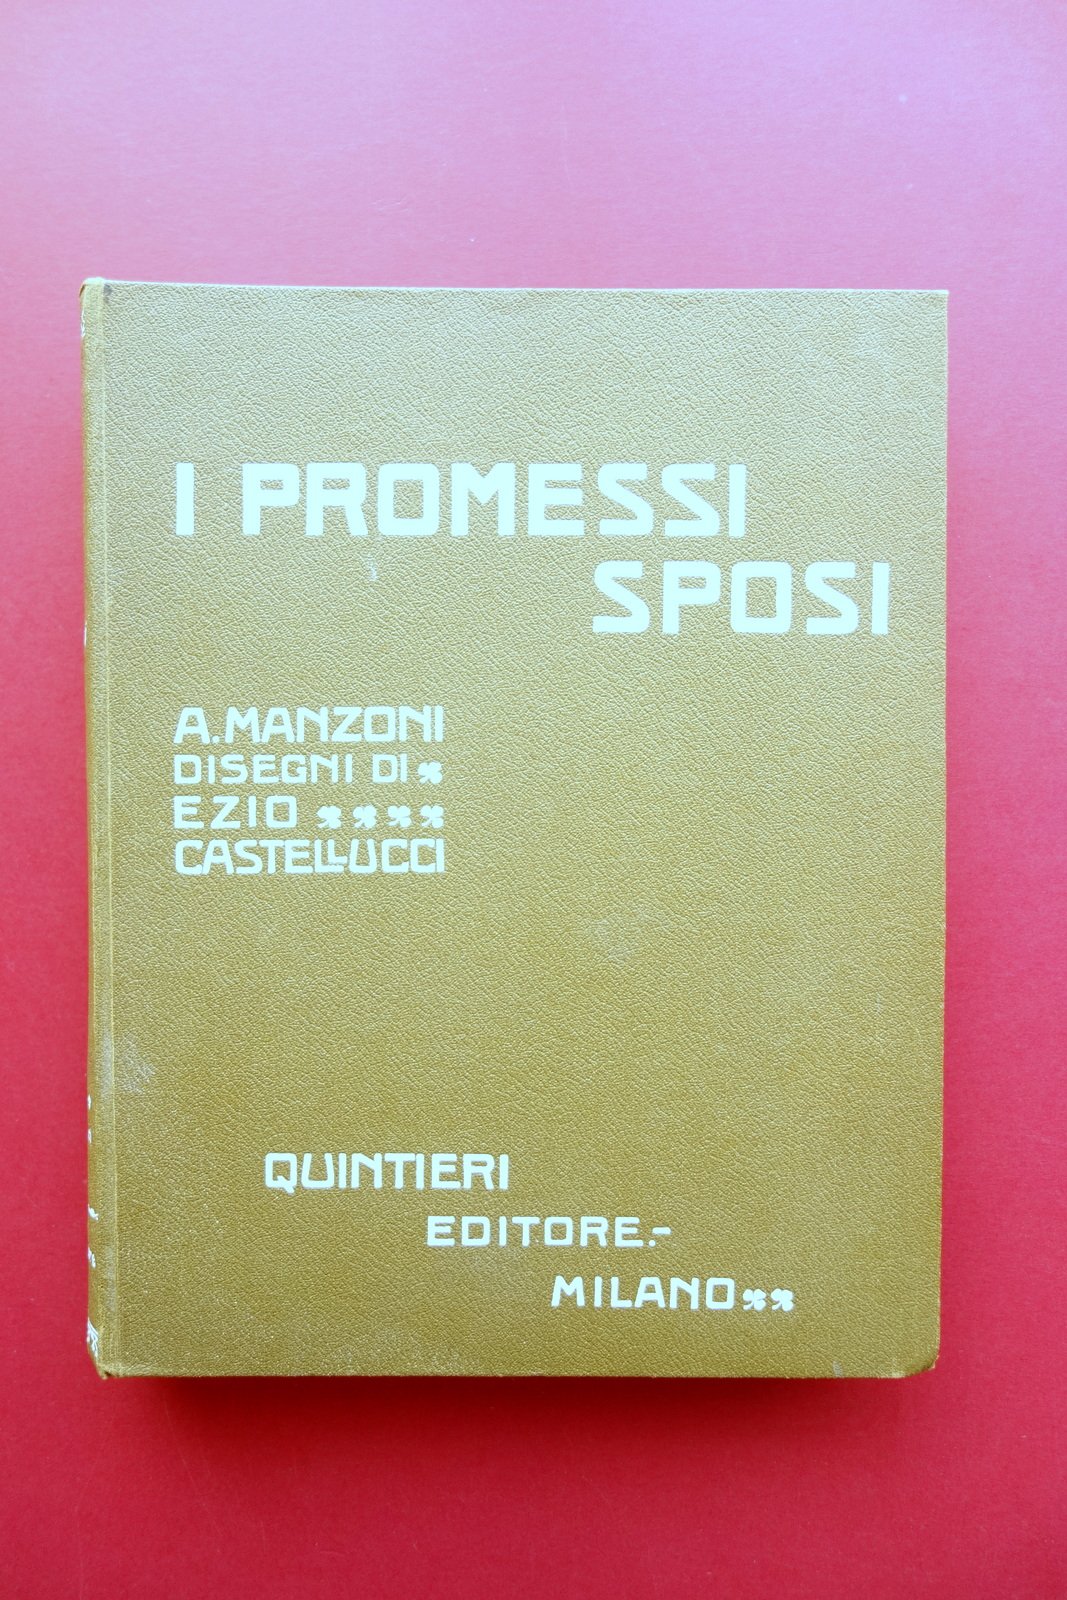 I PROMESSI
SPOSI
A. MANZONI
DISEGNI DI
EZIO
CASTELLUCCI
QUINTIERI
EDITORE.-
MILANO